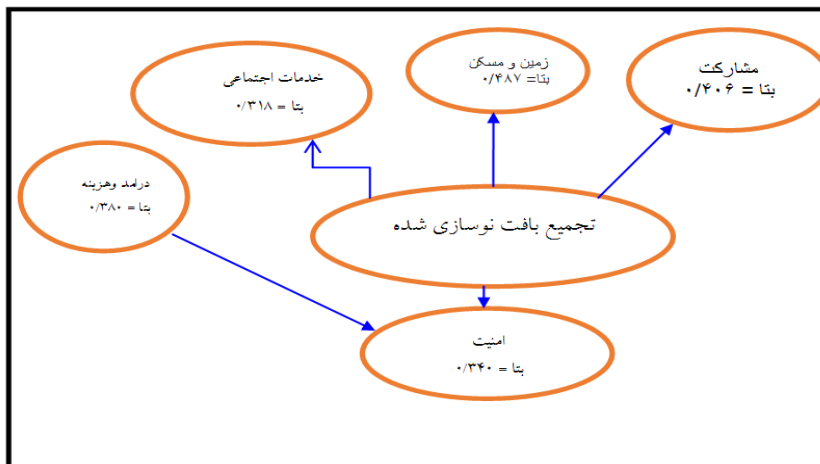 مشارکت
بتا = ۰/۴۰۶
زمین و مسکن
بتا= ۰/۴۸۷
خدمات اجتماعی
بتا = ۰/۳۱۸
درامد وهزینه
بتا = ۰/۳۸۰
تجمیع بافت نوسازی شده
امنیت
بتا = ۰/۳۴۰